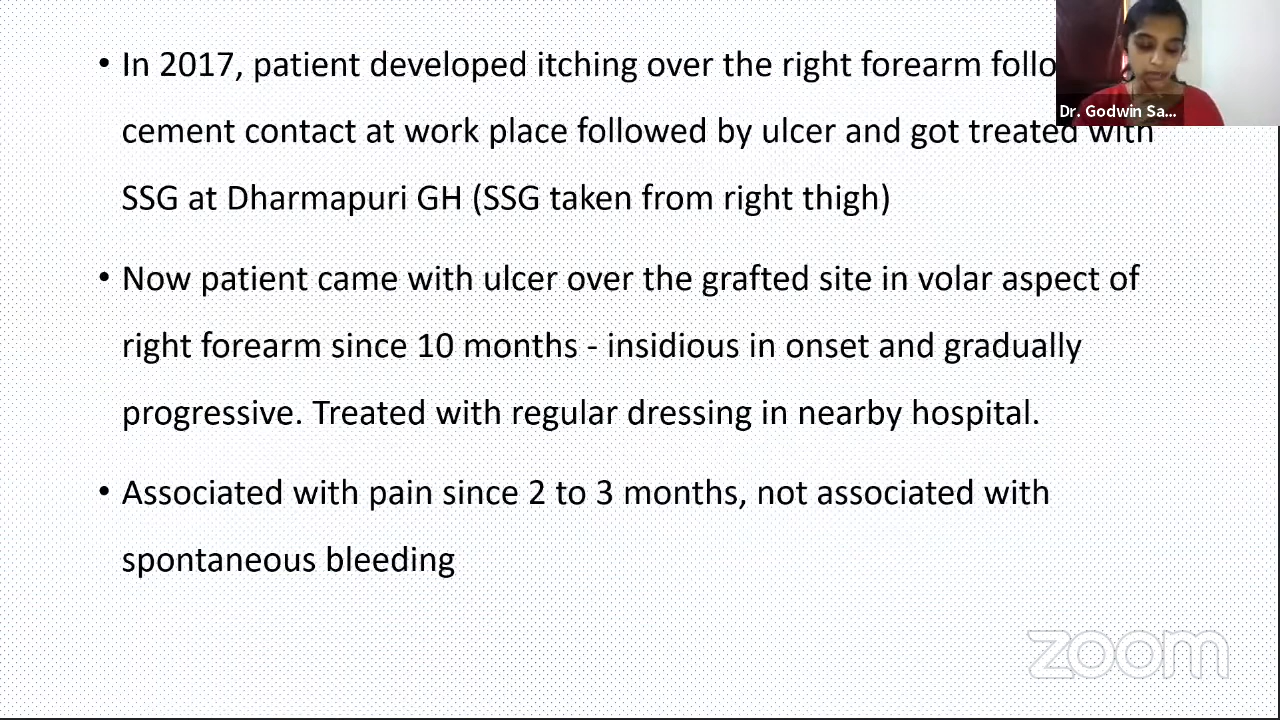 • In 2017, patient developed itching over the right forearm
cement contact at work place followed by ulcer and got treated with
SSG at Dharmapuri GH (SSG taken from right thigh)
• Now patient came with ulcer over the grafted site in volar aspect of
right forearm since 10 months - insidious in onset and gradually
progressive. Treated with regular dressing in nearby hospital.
• Associated with pain since 2 to 3 months, not associated with
spontaneous bleeding
Dr. Godwin Sa...
zoom